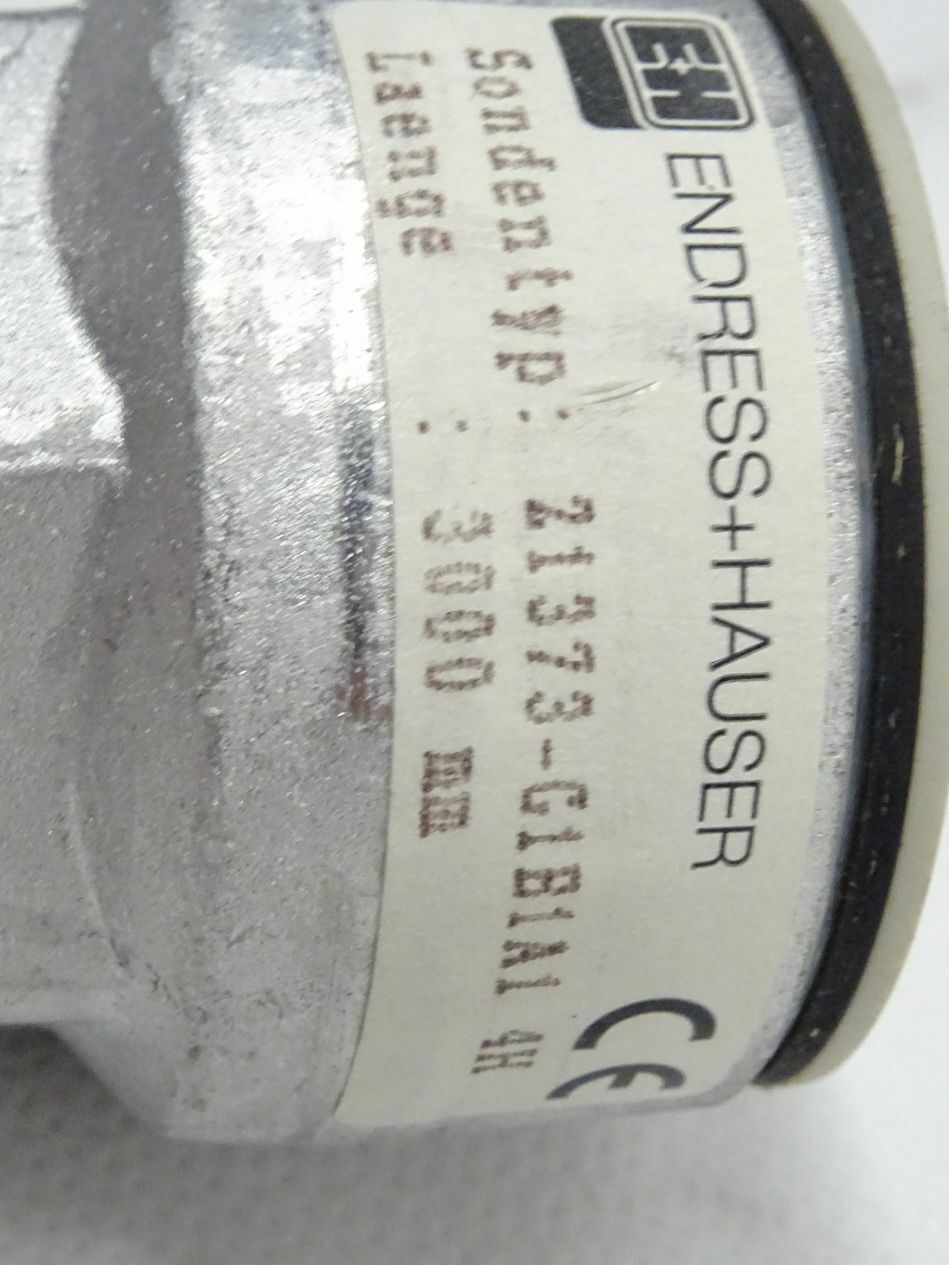 E+H ENDRESS+HAUSER CE
Sondentyp: 21373-G1B1A1 4H
Laenge : 3000 mm